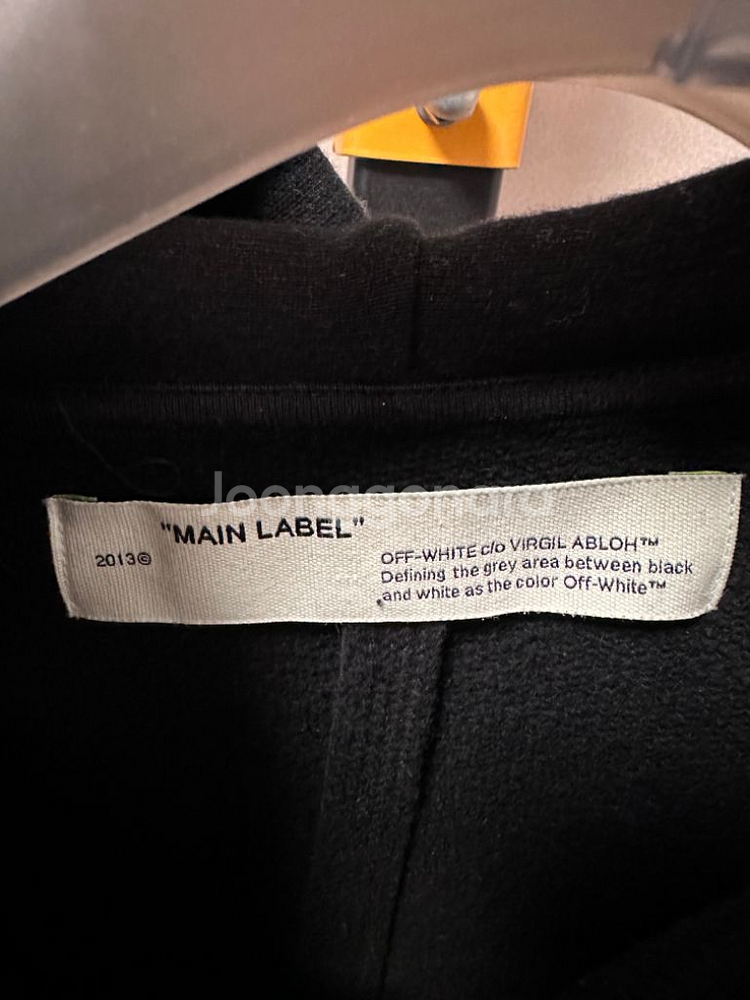 Joonggonara
"MAIN LABEL"
2013©
OFF-WHITE c/o VIRGIL ABLOH™
Defining the grey area between black
and white as the color Off-White™